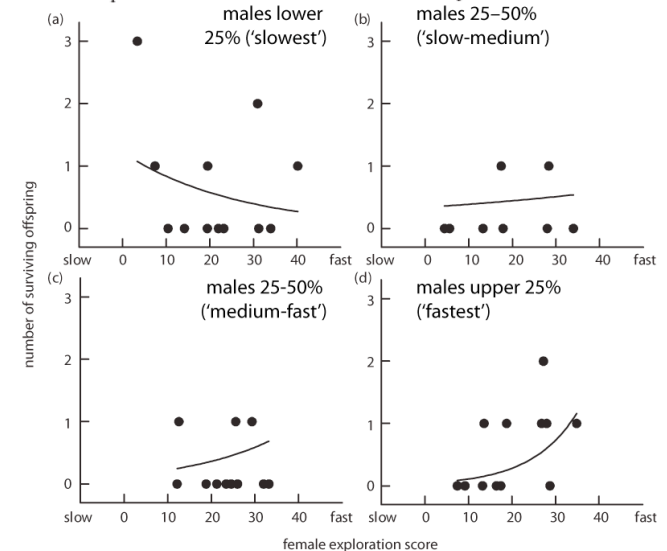 (a)
males lower
25% ('slowest')
3
2
1
0
slow 0 10 20 30 fast
(b)
males 25–50%
('slow-medium')
3
2
1
0
slow 0 10 20 30 40 fast
(c)
males 25-50%
('medium-fast')
3
2
1
0
slow 0 10 20 30 40 fast
(d)
males upper 25%
('fastest')
3
2
1
0
slow 0 10 20 30 40 fast
number of surviving offspring
female exploration score